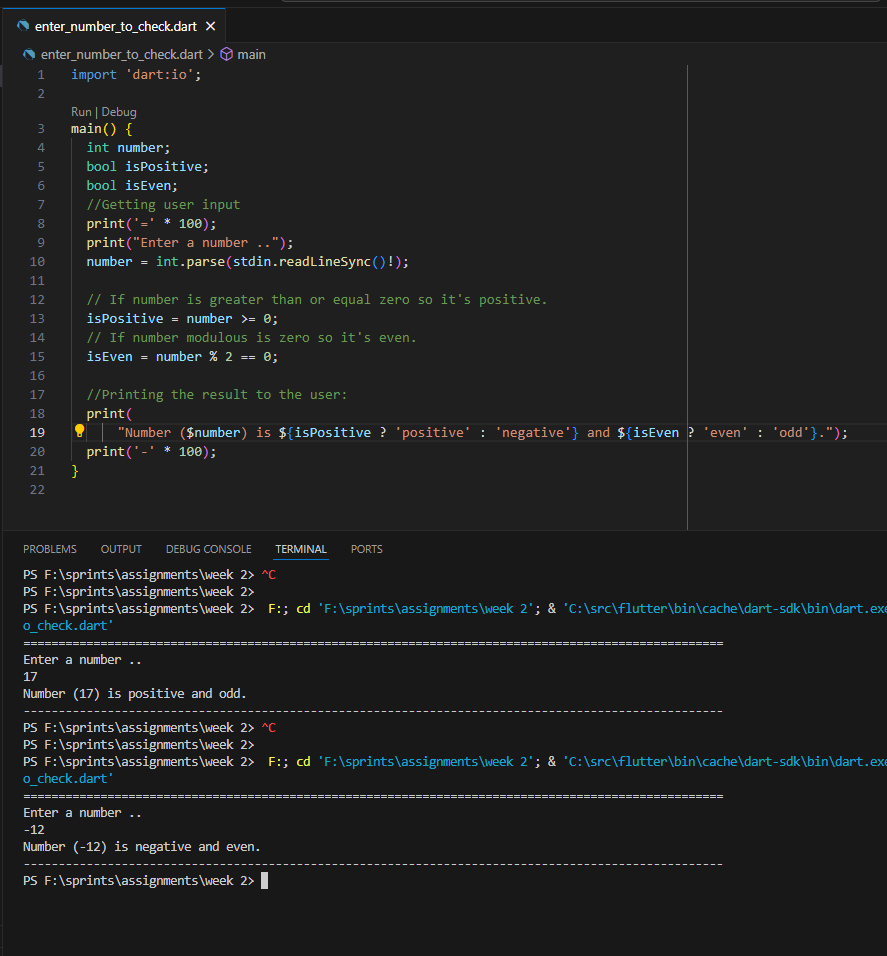 enter_number_to_check.dart ×
enter_number_to_check.dart > main
1 import 'dart:io';
2
Run | Debug
3 main() {
4 int number;
5 bool isPositive;
6 bool isEven;
7 //Getting user input
8 print('=' * 100);
9 print("Enter a number ..");
10 number = int.parse(stdin.readLineSync()!);
11
12 // If number is greater than or equal zero so it's positive.
13 isPositive = number >= 0;
14 // If number modulous is zero so it's even.
15 isEven = number % 2 == 0;
16
17 //Printing the result to the user:
18 print(
19 "Number ($number) is ${isPositive ? 'positive' : 'negative'} and ${isEven ? 'even' : 'odd'}.");
20 print('-' * 100);
21 }
22
PROBLEMS OUTPUT DEBUG CONSOLE TERMINAL PORTS
PS F:\sprints\assignments\week 2> ^C
PS F:\sprints\assignments\week 2>
PS F:\sprints\assignments\week 2> F:; cd 'F:\sprints\assignments\week 2'; & 'C:\src\flutter\bin\cache\dart-sdk\bin\dart.exe
o_check.dart'
====================================================================================================
Enter a number ..
17
Number (17) is positive and odd.
----------------------------------------------------------------------------------------------------
PS F:\sprints\assignments\week 2> ^C
PS F:\sprints\assignments\week 2>
PS F:\sprints\assignments\week 2> F:; cd 'F:\sprints\assignments\week 2'; & 'C:\src\flutter\bin\cache\dart-sdk\bin\dart.exe
o_check.dart'
====================================================================================================
Enter a number ..
-12
Number (-12) is negative and even.
----------------------------------------------------------------------------------------------------
PS F:\sprints\assignments\week 2>